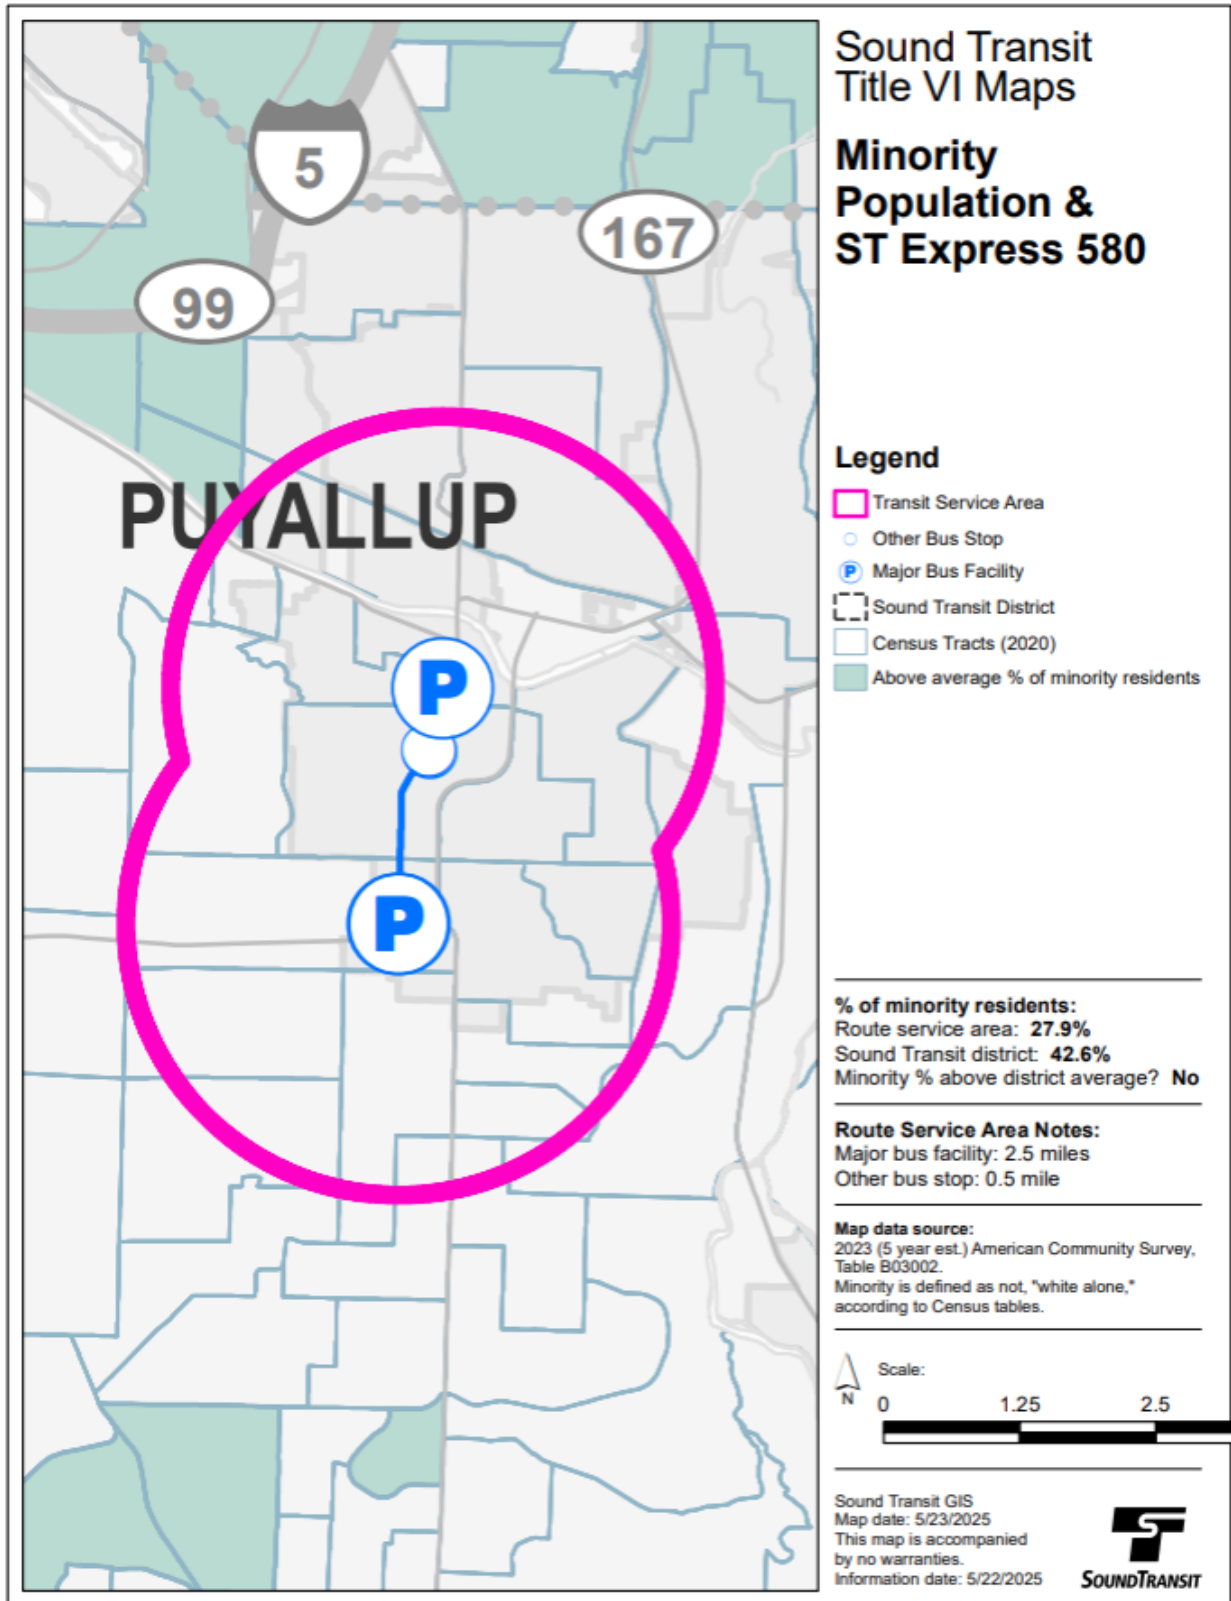 Sound Transit
Title VI Maps
Minority
Population &
ST Express 580
5
167
99
PUYALLUP
P
P
Legend
Transit Service Area
Other Bus Stop
P Major Bus Facility
Sound Transit District
Census Tracts (2020)
Above average % of minority residents
% of minority residents:
Route service area: 27.9%
Sound Transit district: 42.6%
Minority % above district average? No
Route Service Area Notes:
Major bus facility: 2.5 miles
Other bus stop: 0.5 mile
Map data source:
2023 (5 year est.) American Community Survey,
Table B03002.
Minority is defined as not, "white alone,"
according to Census tables.
N
Scale:
0 1.25 2.5
Sound Transit GIS
Map date: 5/23/2025
This map is accompanied
by no warranties.
Information date: 5/22/2025
SOUNDTRANSIT